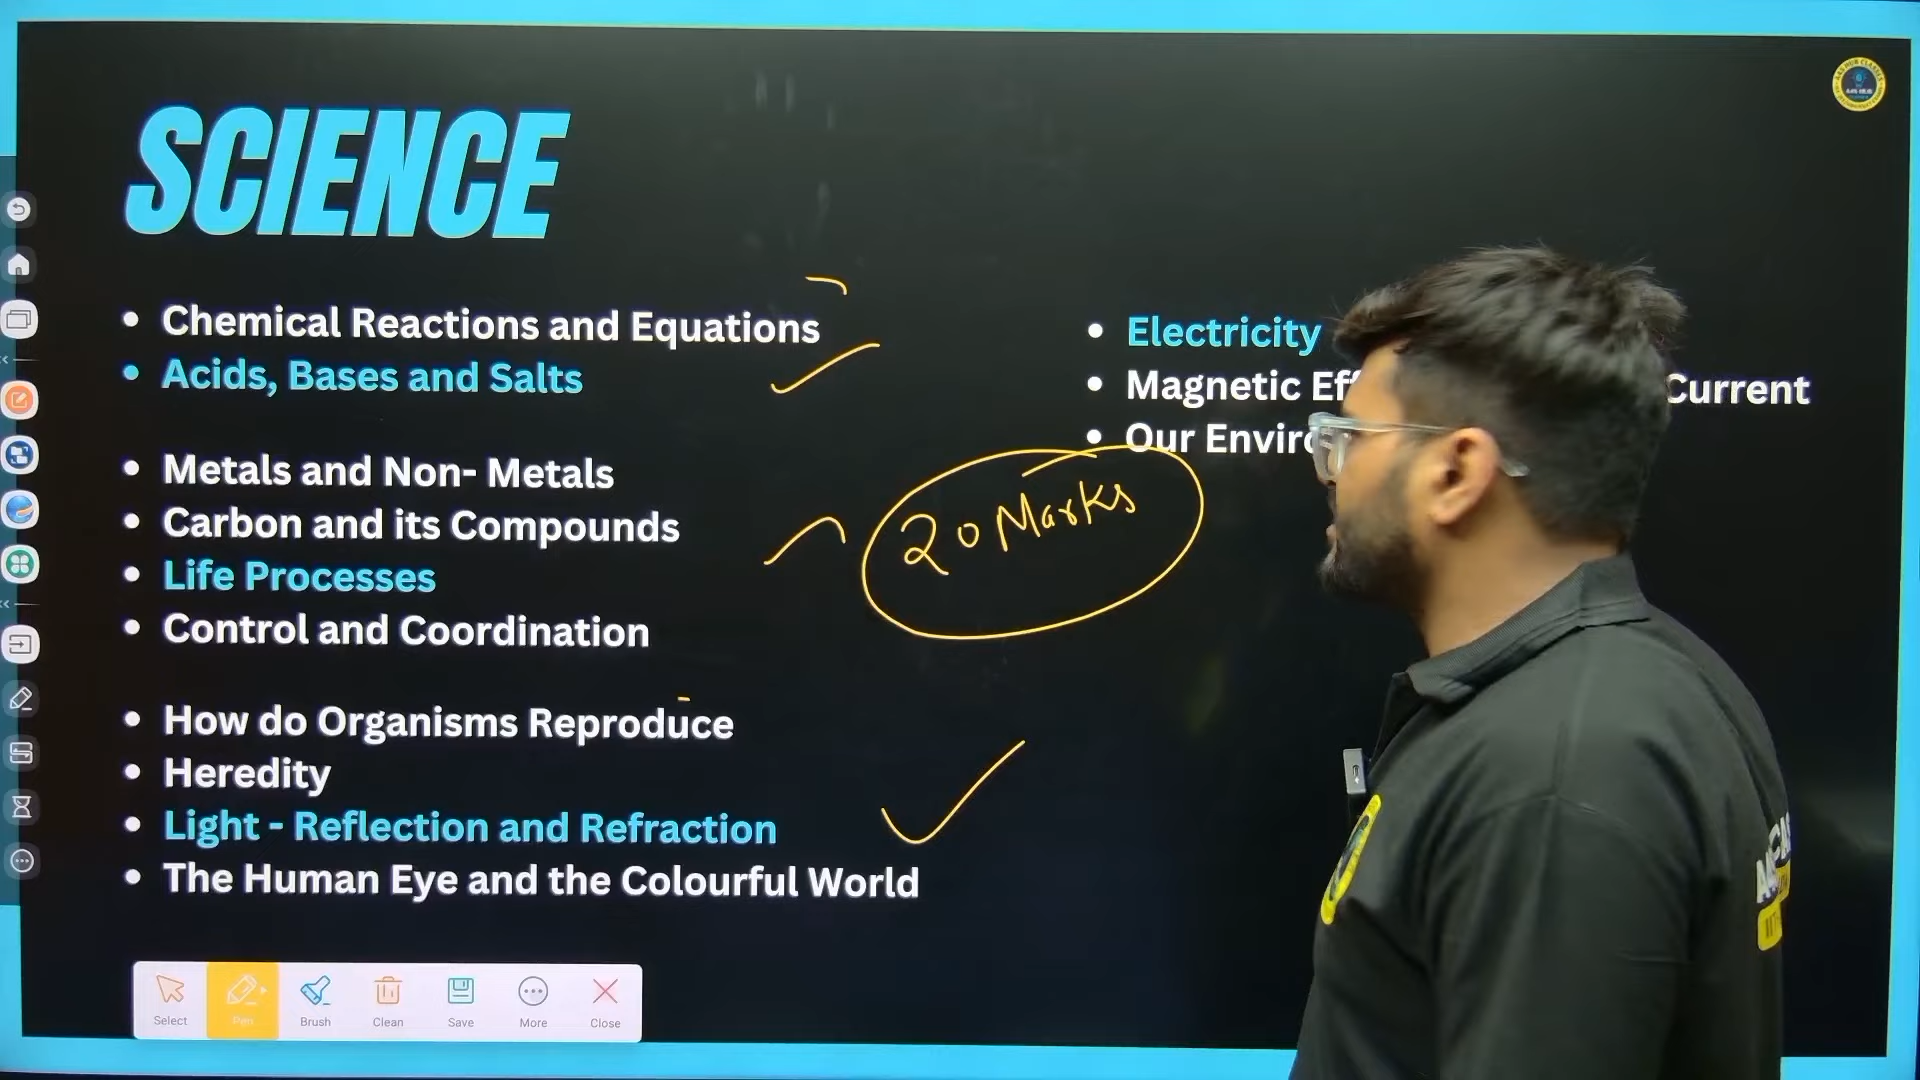 SCIENCE
• Chemical Reactions and Equations
• Acids, Bases and Salts
• Metals and Non- Metals
• Carbon and its Compounds
• Life Processes
• Control and Coordination
• How do Organisms Reproduce
• Heredity
• Light - Reflection and Refraction
• The Human Eye and the Colourful World
• Electricity
• Magnetic Current
• Our
20 Marks
Select
Pen
Brush
Clean
Save
More
Close